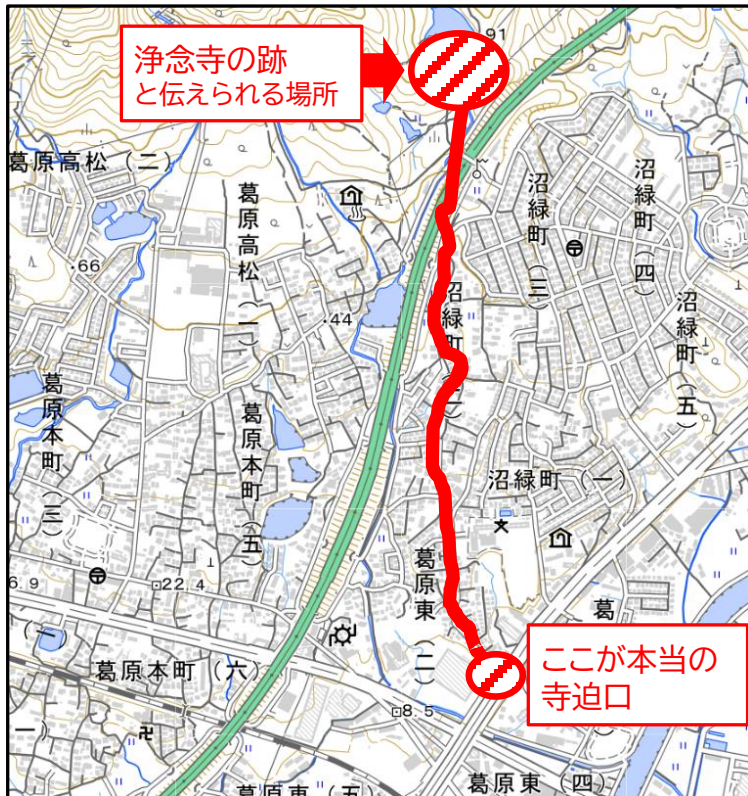 浄念寺の跡
と伝えられる場所
91
葛原高松(二)
葛原高松(一)
沼緑町(三)
沼緑町(四)
沼緑町(五)
66
44
葛原本町(三)
葛原本町(五)
沼緑町(一)
葛原東(二)
葛
6.9
22.4
(一)
葛原本町(六)
8.5
ここが本当の
寺迫口
葛原東(五)
葛原東(四)